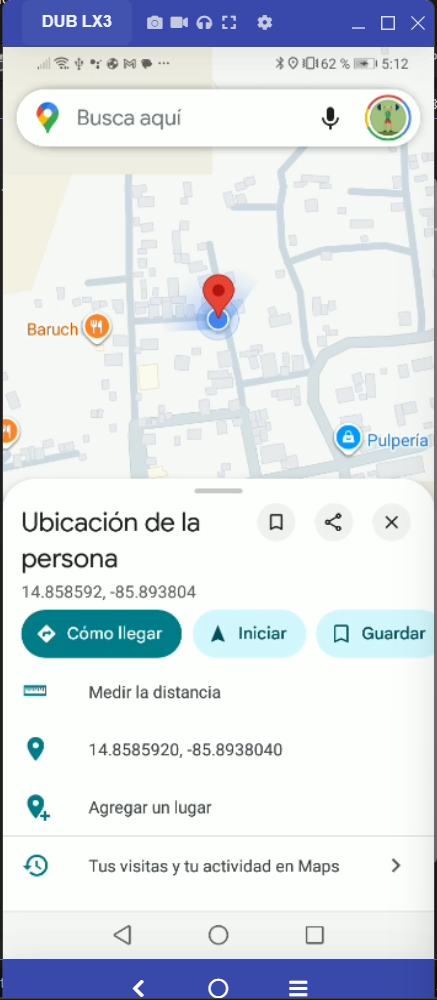 DUB LX3
62 % 5:12
Busca aquí
Baruch
Pulpería
Ubicación de la
persona
14.858592, -85.893804
Cómo llegar
Iniciar
Guardar
Medir la distancia
14.8585920, -85.8938040
Agregar un lugar
Tus visitas y tu actividad en Maps